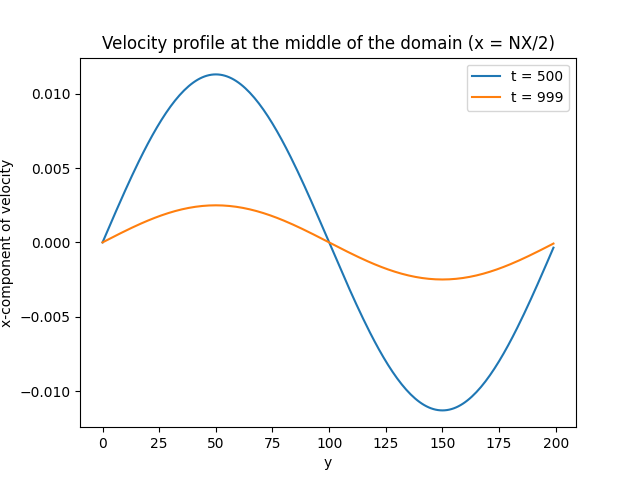 Velocity profile at the middle of the domain (x = NX/2)
t = 500
t = 999
x-component of velocity
0.010
0.005
0.000
−0.005
−0.010
0 25 50 75 100 125 150 175 200
y